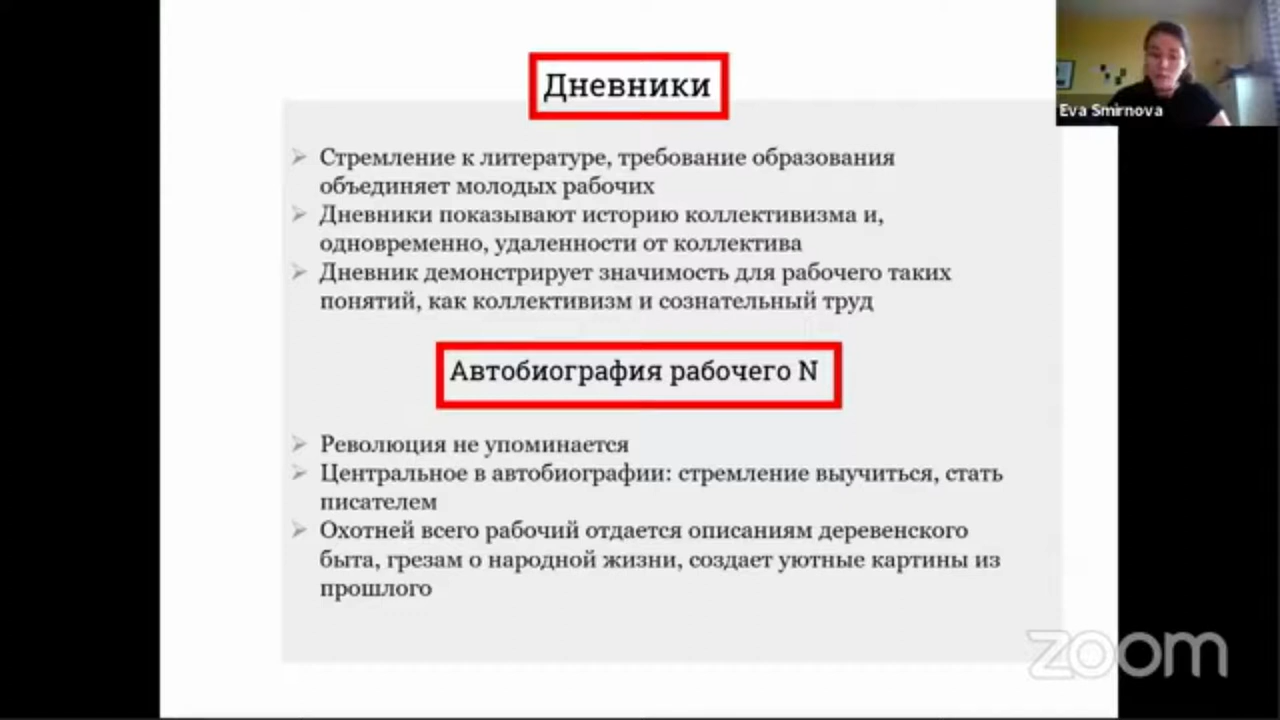 Дневники
Eva Smirnova
➢ Стремление к литературе, требование образования
объединяет молодых рабочих
➢ Дневники показывают историю коллективизма и,
одновременно, удаленности от коллектива
➢ Дневник демонстрирует значимость для рабочего таких
понятий, как коллективизм и сознательный труд
Автобиография рабочего N
➢ Революция не упоминается
➢ Центральное в автобиографии: стремление выучиться, стать
писателем
➢ Охотней всего рабочий отдается описаниям деревенского
быта, грезам о народной жизни, создает уютные картины из
прошлого
zoom